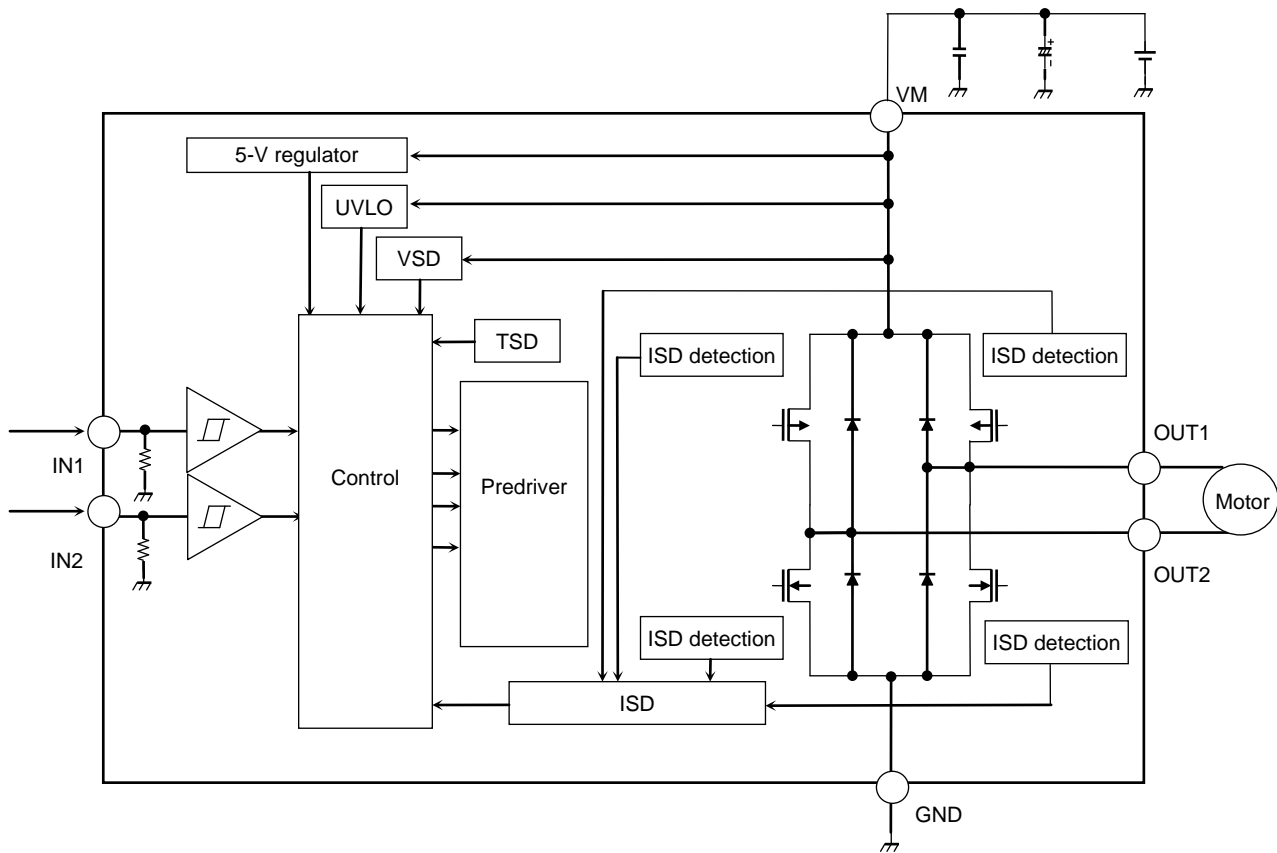 VM
5-V regulator
UVLO
VSD
TSD
ISD detection
ISD detection
IN1
Control
Predriver
OUT1
Motor
IN2
OUT2
ISD detection
ISD detection
ISD
GND
+
-